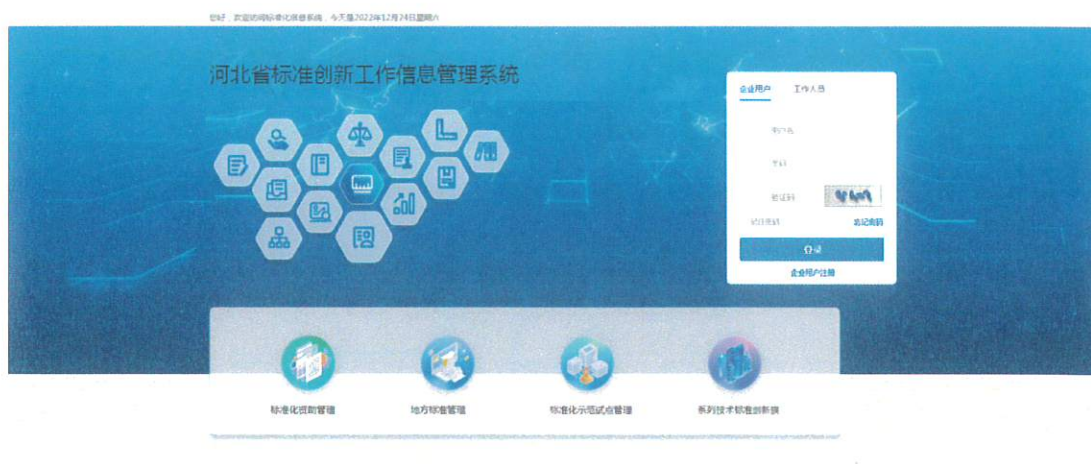 您好，欢迎访问标准化信息系统，今天是2022年12月24日星期六
河北省标准创新工作信息管理系统
企业用户 工作人员
用户名
密码
验证码
记住密码 忘记密码
登录
企业用户注册
标准化资助管理 地方标准管理 标准化示范试点管理 系列技术标准创新领